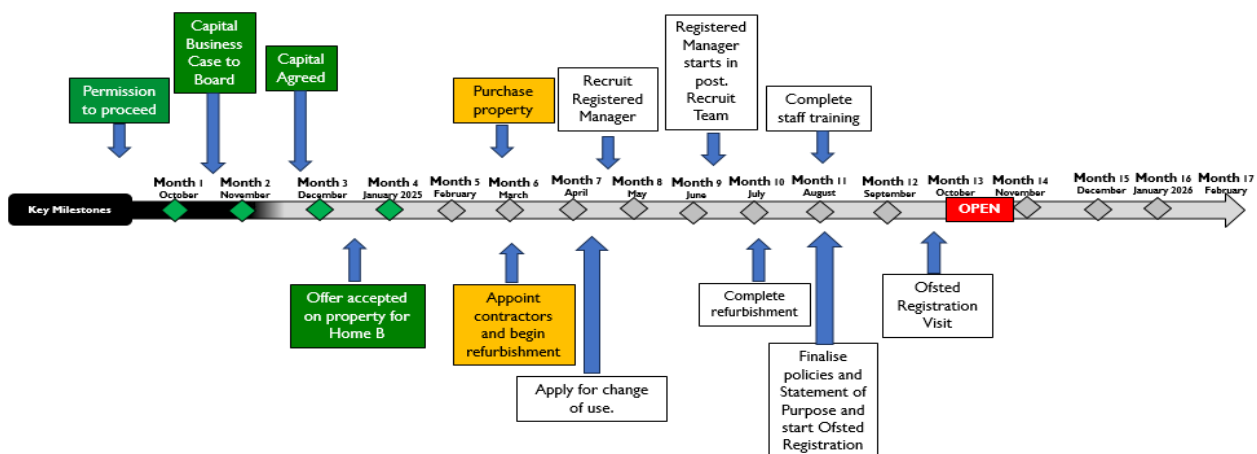 Permission
to proceed
Capital
Business
Case to
Board
Capital
Agreed
Purchase
property
Recruit
Registered
Manager
Registered
Manager
starts in
post.
Recruit
Team
Complete
staff training
Key Milestones
Month 1
October
Month 2
November
Month 3
December
Month 4
January 2025
Month 5
February
Month 6
March
Month 7
April
Month 8
May
Month 9
June
Month 10
July
Month 11
August
Month 12
September
Month 13
October
Month 14
November
Month 15
December
Month 16
January 2026
Month 17
February
OPEN
Offer accepted
on property for
Home B
Appoint
contractors
and begin
refurbishment
Apply for change
of use.
Complete
refurbishment
Finalise
policies and
Statement of
Purpose and
start Ofsted
Registration
Ofsted
Registration
Visit